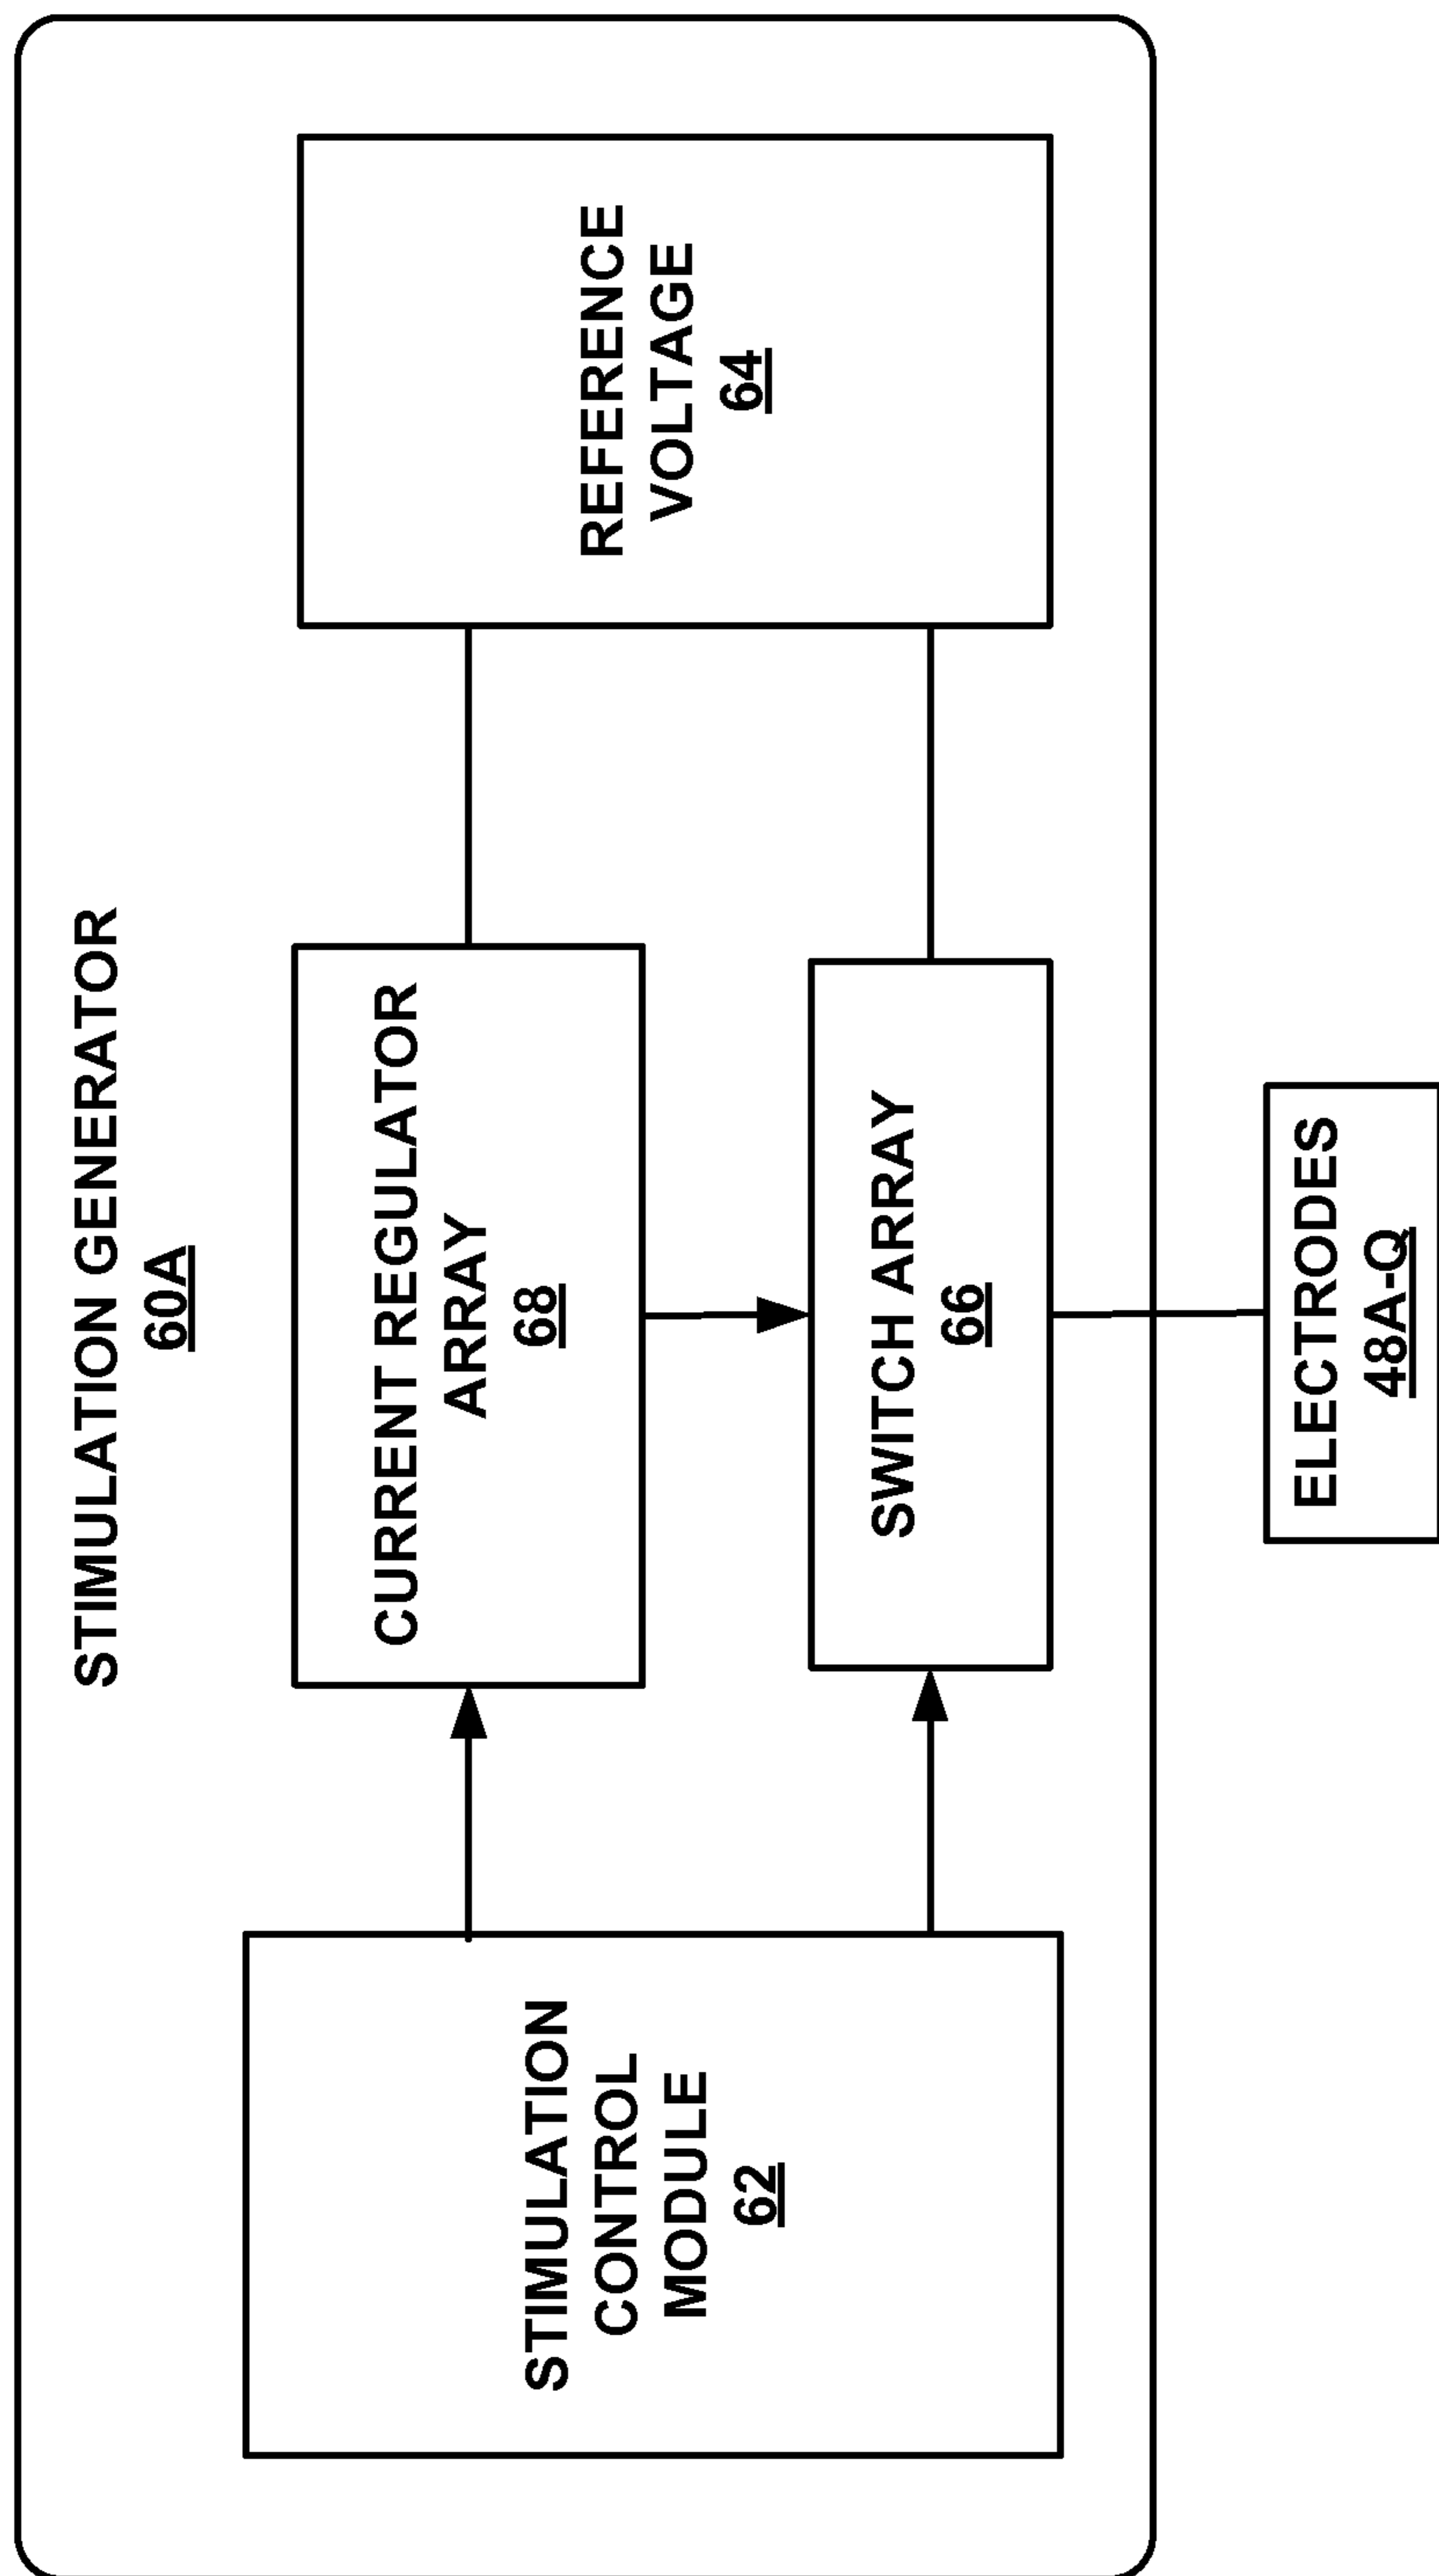 STIMULATION GENERATOR
60A
CURRENT REGULATOR
ARRAY
68
STIMULATION
CONTROL
MODULE
62
REFERENCE
VOLTAGE
64
SWITCH ARRAY
66
ELECTRODES
48A-Q